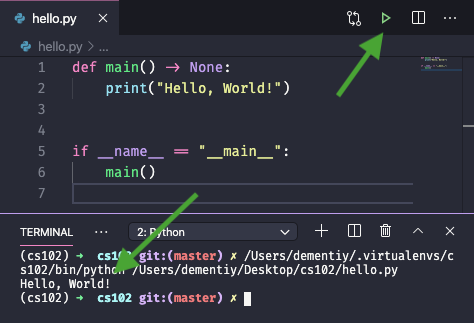 hello.py
hello.py > ...
1 def main() -> None:
2     print("Hello, World!")
3
4
5 if __name__ == "__main__":
6     main()
7
TERMINAL ... 2: Python
(cs102) ➜ cs102 git:(master) ✗ /Users/dementiy/.virtualenvs/c
s102/bin/python /Users/dementiy/Desktop/cs102/hello.py
Hello, World!
(cs102) ➜ cs102 git:(master) ✗